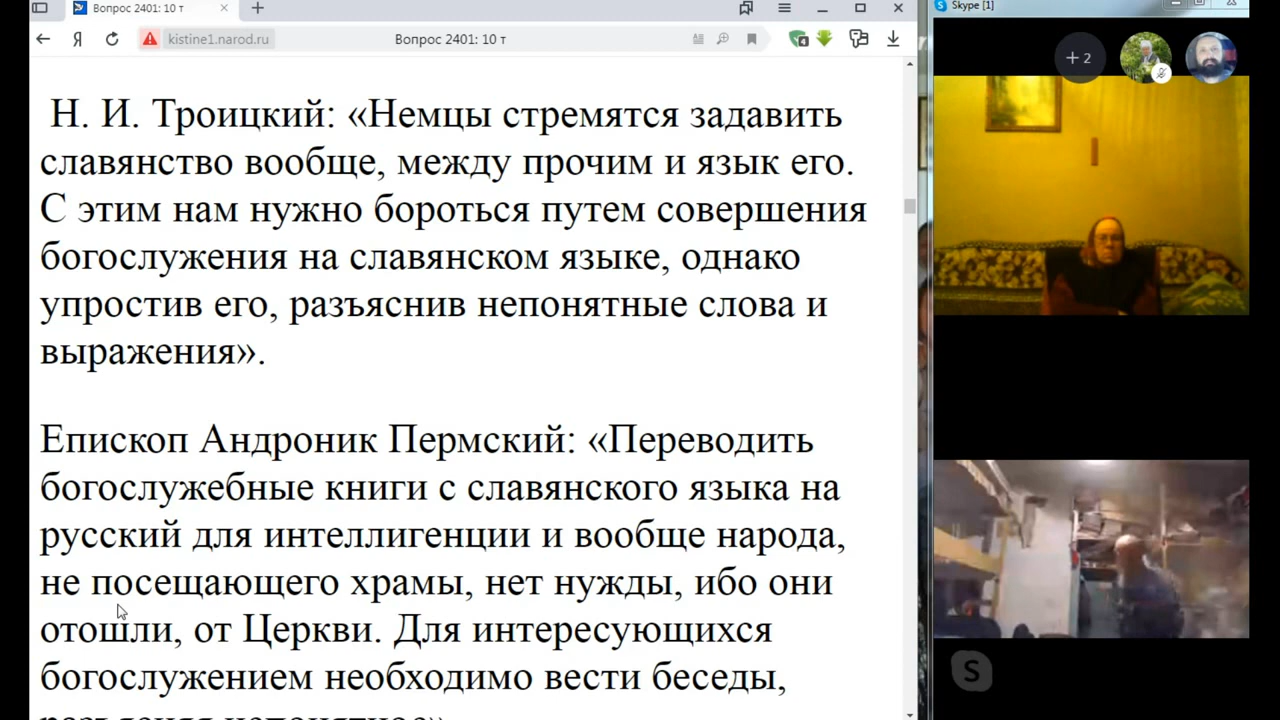 Вопрос 2401: 10 т
Skype [1]
Я
kistine1.narod.ru
Вопрос 2401: 10 т
4
+ 2
Н. И. Троицкий: «Немцы стремятся задавить
славянство вообще, между прочим и язык его.
С этим нам нужно бороться путем совершения
богослужения на славянском языке, однако
упростив его, разъяснив непонятные слова и
выражения».
Епископ Андроник Пермский: «Переводить
богослужебные книги с славянского языка на
русский для интеллигенции и вообще народа,
не посещающего храмы, нет нужды, ибо они
отошли, от Церкви. Для интересующихся
богослужением необходимо вести беседы,
разъясняя непонятное»
S